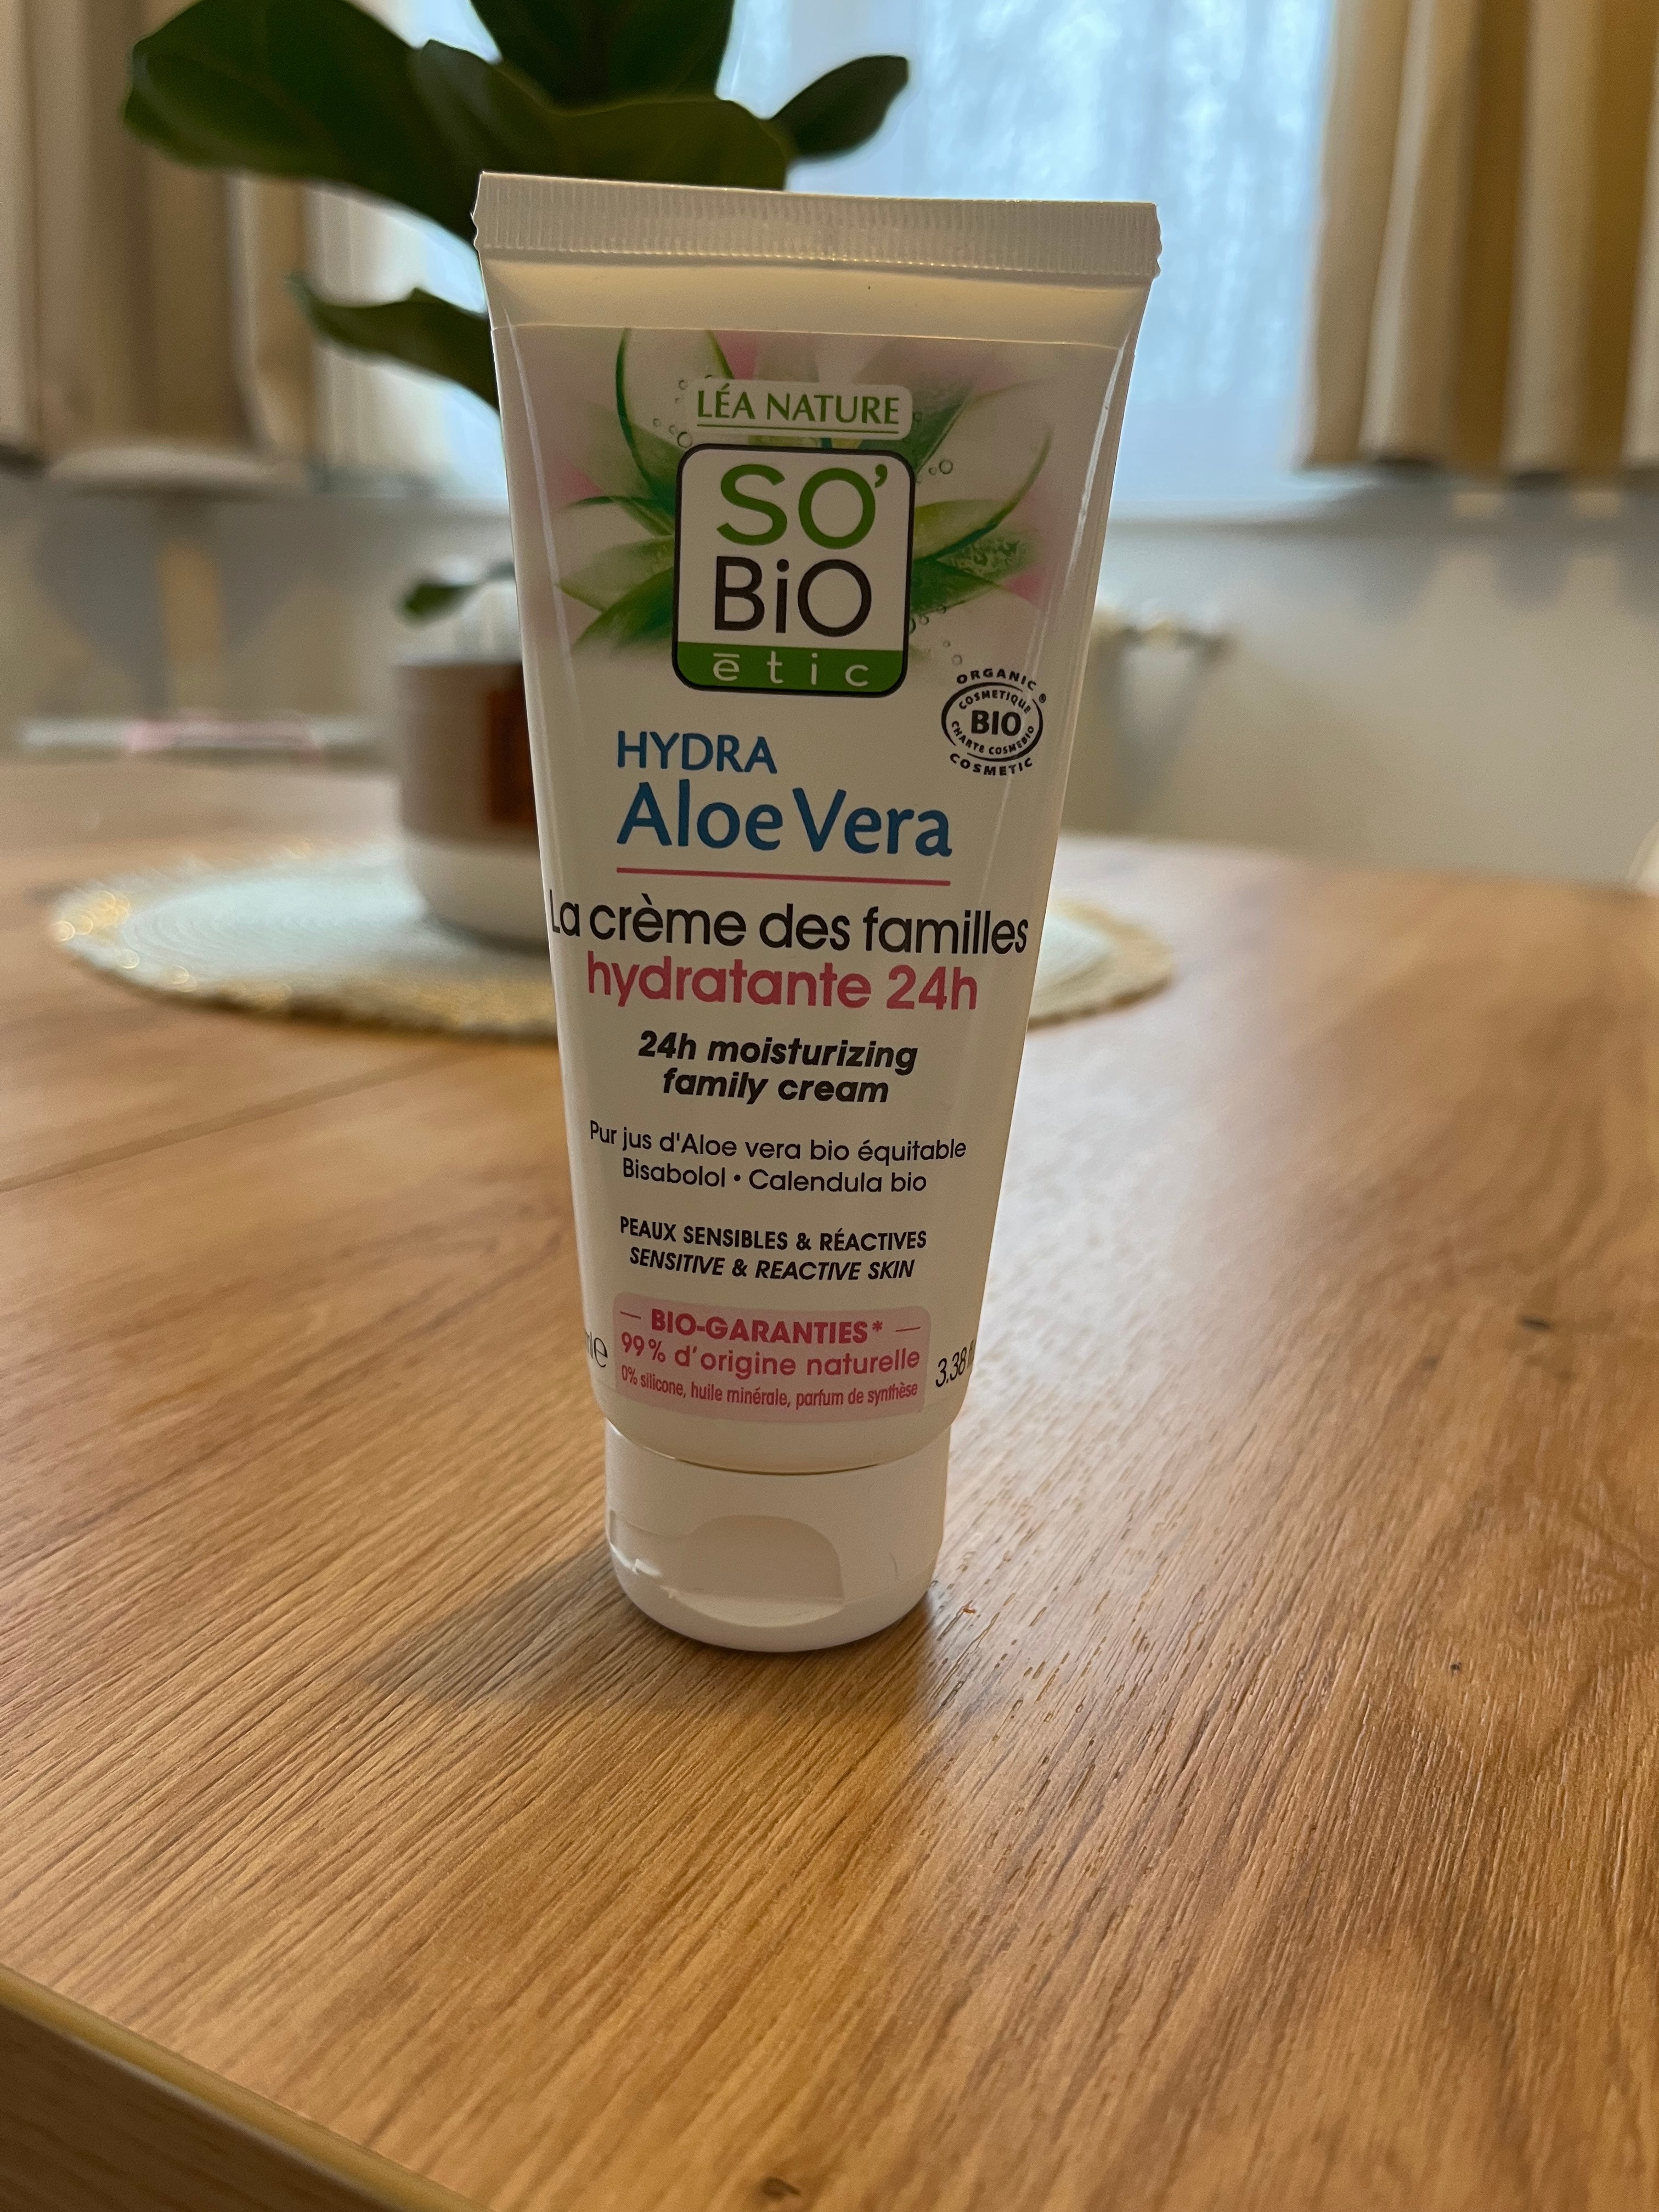 LÉA NATURE
SO'
BiO
ētic
ORGANIC
COSMETIQUE
BIO
CHARTE COSMEBIO
COSMETIC
HYDRA
Aloe Vera
La crème des familles
hydratante 24h
24h moisturizing
family cream
Pur jus d'Aloe vera bio équitable
Bisabolol • Calendula bio
PEAUX SENSIBLES & RÉACTIVES
SENSITIVE & REACTIVE SKIN
— BIO-GARANTIES* —
99% d'origine naturelle
0% silicone, huile minérale, parfum de synthèse
3.38